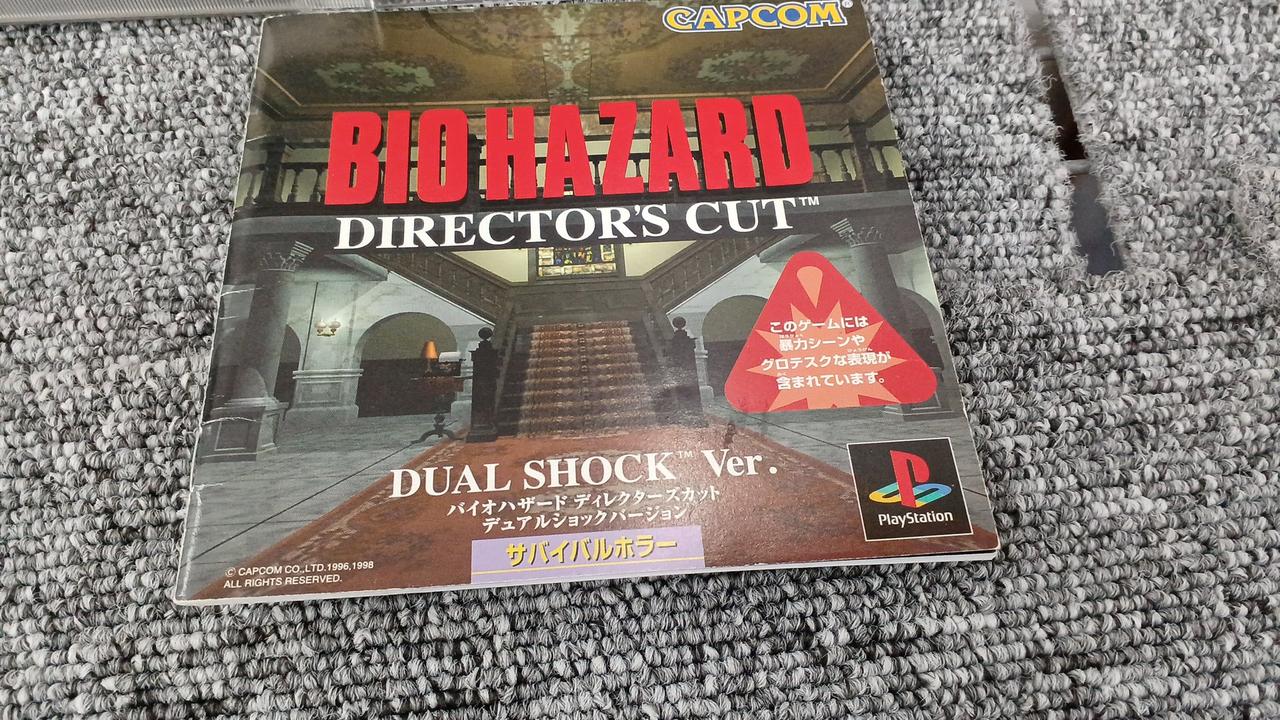 CAPCOM®
BIOHAZARD
DIRECTOR'S CUT™
このゲームには
暴力シーンや
グロテスクな表現が
含まれています。
DUAL SHOCK™ Ver.
バイオハザード ディレクターズカット
デュアルショックバージョン
サバイバルホラー
PlayStation
© CAPCOM CO.,LTD.1996,1998
ALL RIGHTS RESERVED.